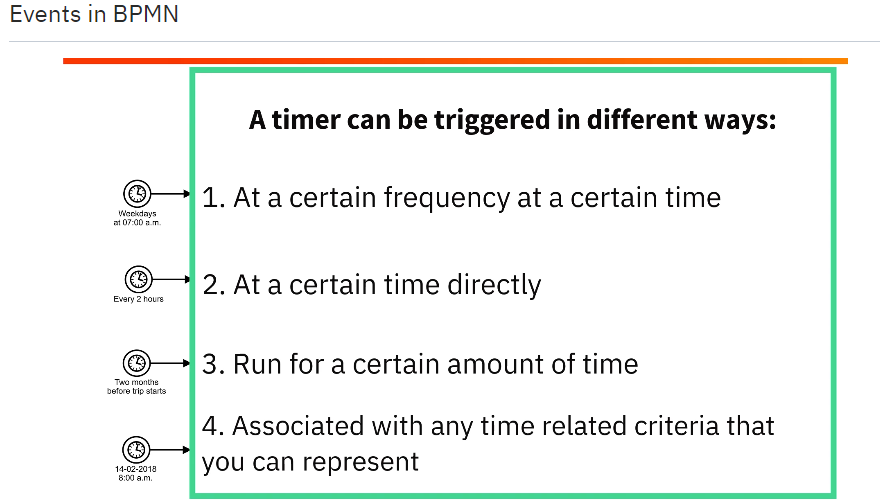 Events in BPMN
A timer can be triggered in different ways:
Weekdays
at 07:00 a.m.
1. At a certain frequency at a certain time
Every 2 hours
2. At a certain time directly
Two months
before trip starts
3. Run for a certain amount of time
14-02-2018
8:00 a.m.
4. Associated with any time related criteria that
you can represent